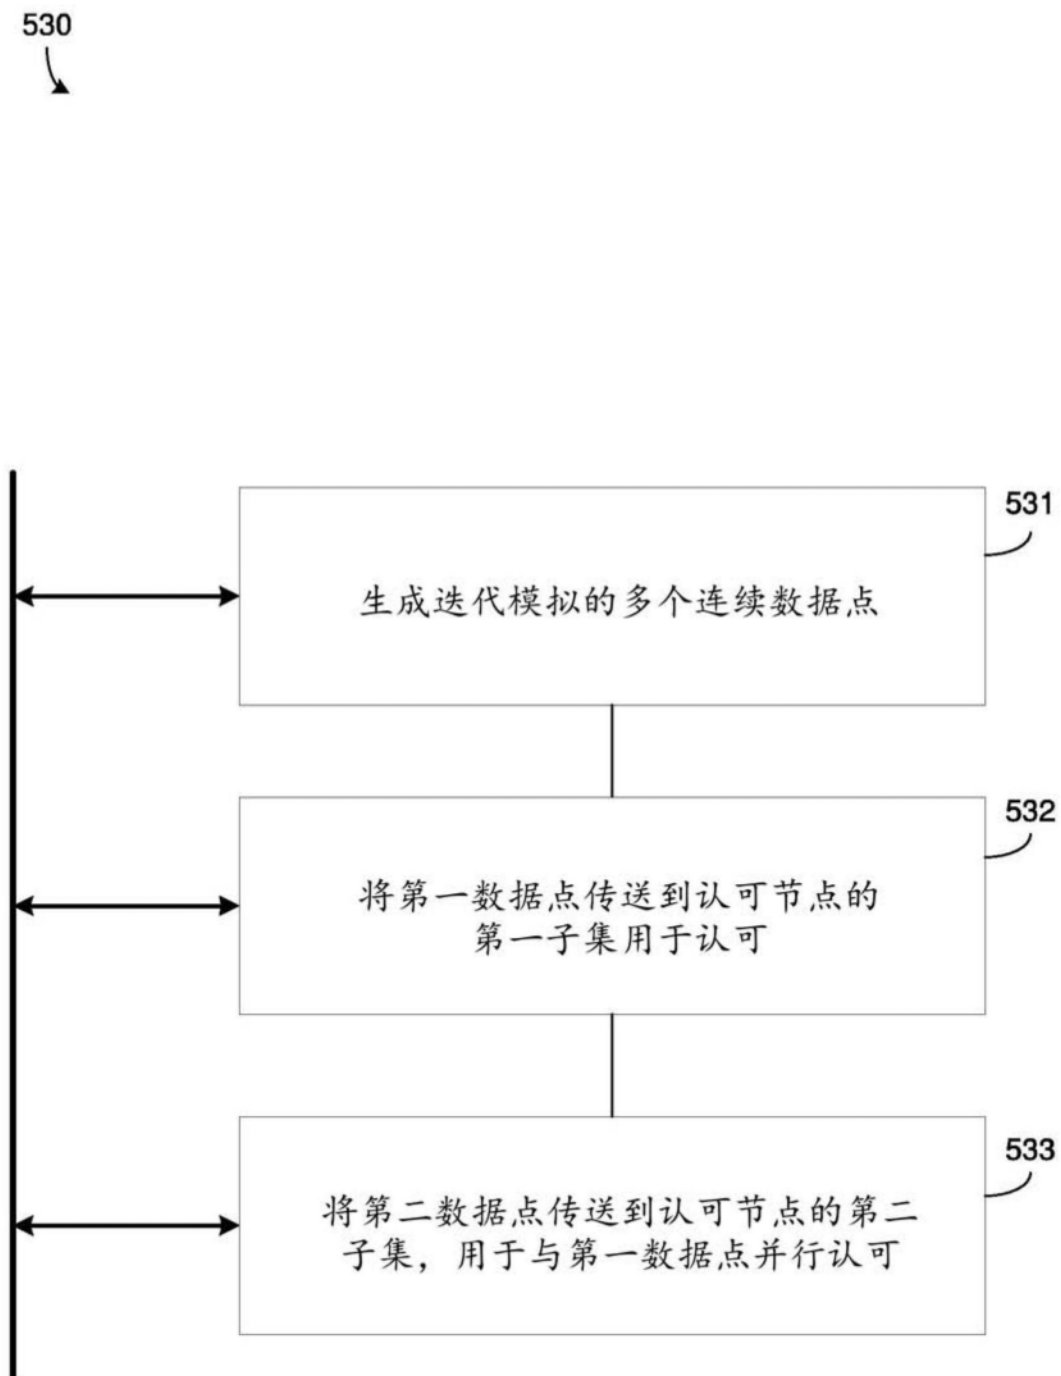 530
531
生成迭代模拟的多个连续数据点
532
将第一数据点传送到认可节点的
第一子集用于认可
533
将第二数据点传送到认可节点的第二
子集，用于与第一数据点并行认可